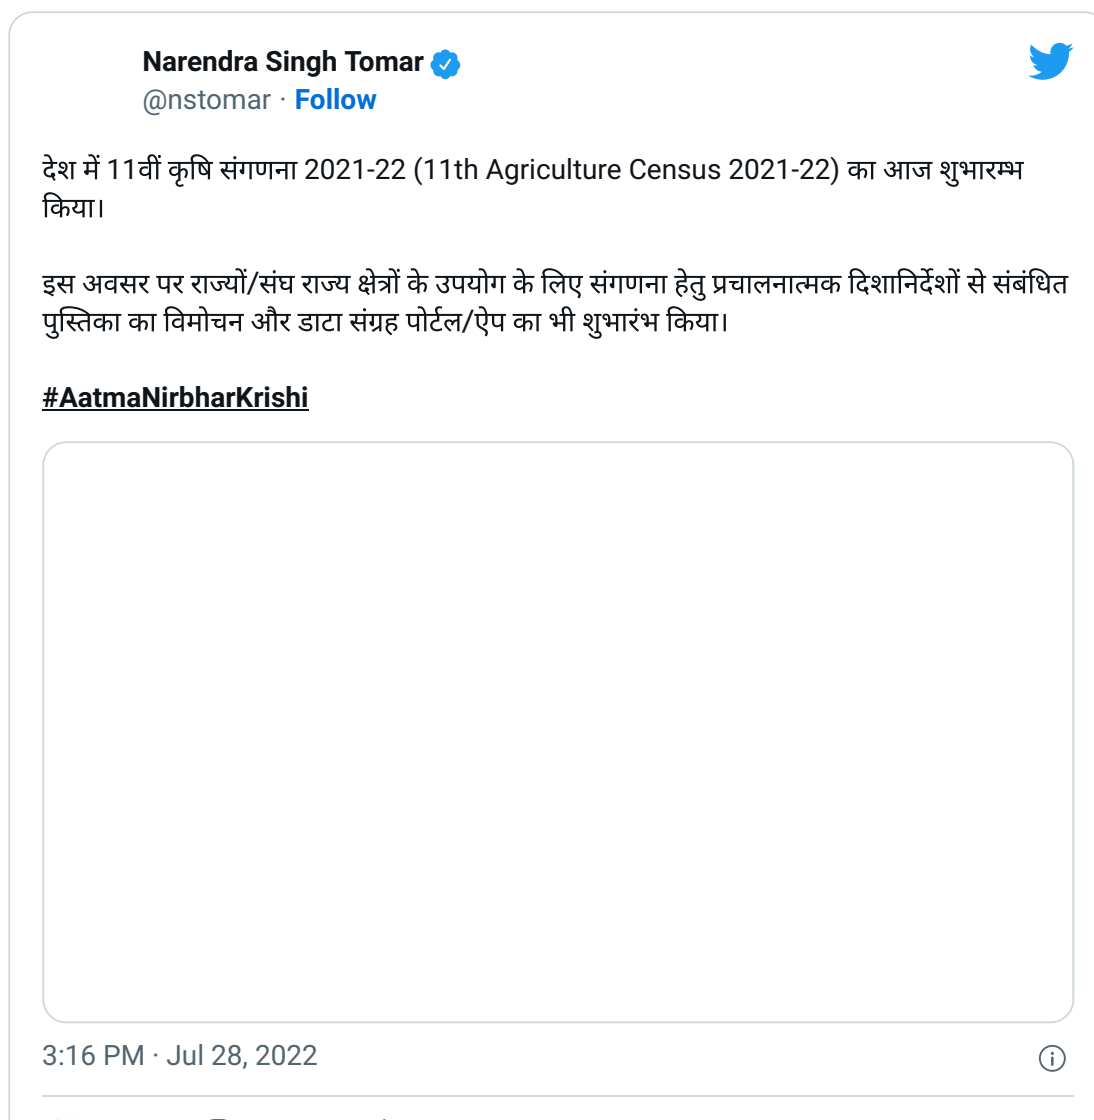 Narendra Singh Tomar
@nstomar · Follow
देश में 11वीं कृषि संगणना 2021-22 (11th Agriculture Census 2021-22) का आज शुभारम्भ
किया।
इस अवसर पर राज्यों/संघ राज्य क्षेत्रों के उपयोग के लिए संगणना हेतु प्रचालनात्मक दिशानिर्देशों से संबंधित
पुस्तिका का विमोचन और डाटा संग्रह पोर्टल/ऐप का भी शुभारंभ किया।
#AatmaNirbharKrishi
3:16 PM · Jul 28, 2022